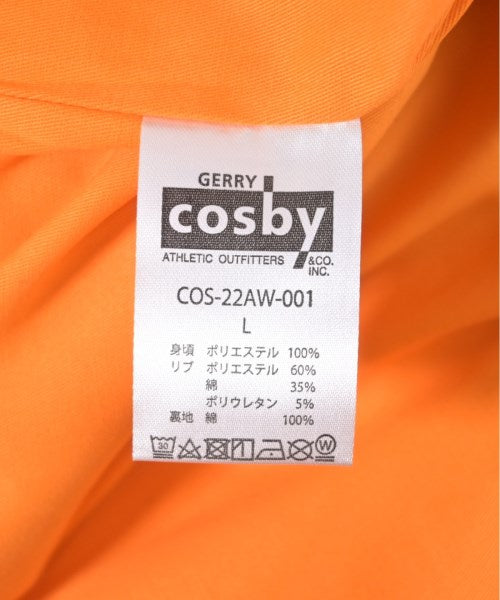 GERRY
cosby
ATHLETIC OUTFITTERS &CO. INC.
COS-22AW-001
L
身頃 ポリエステル 100%
リブ ポリエステル 60%
綿 35%
ポリウレタン 5%
裏地 綿 100%
30 W